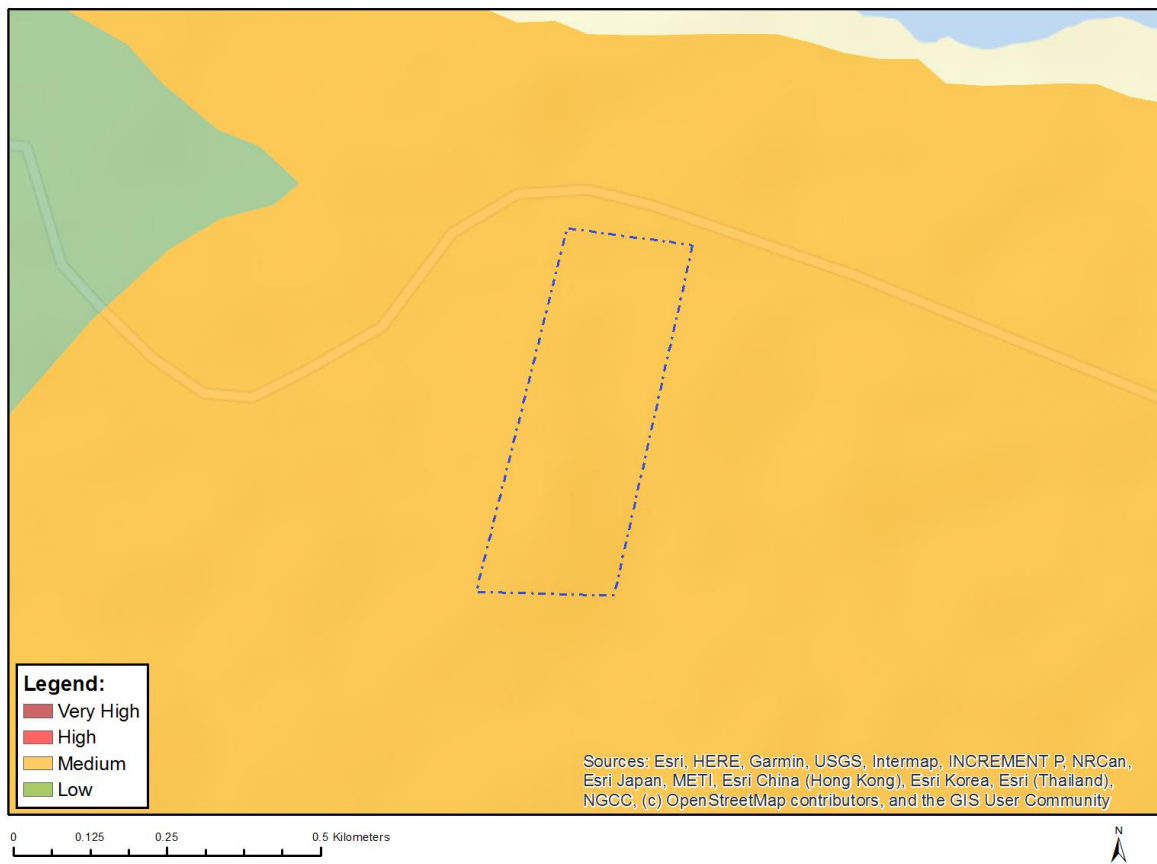 Legend:
Very High
High
Medium
Low
Sources: Esri, HERE, Garmin, USGS, Intermap, INCREMENT P, NRCan,
Esri Japan, METI, Esri China (Hong Kong), Esri Korea, Esri (Thailand),
NGCC, (c) OpenStreetMap contributors, and the GIS User Community
0 0.125 0.25 0.5 Kilometers
N